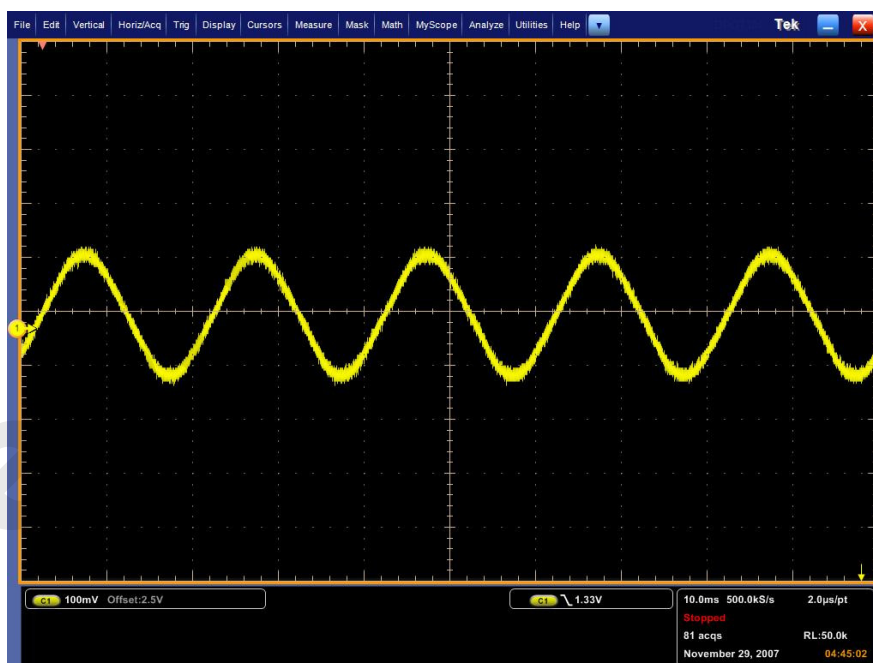 File Edit Vertical Horiz/Acq Trig Display Cursors Measure Mask Math MyScope Analyze Utilities Help Tek X
1
C1 100mV Offset:2.5V
C1 1.33V
10.0ms 500.0kS/s 2.0µs/pt
Stopped
81 acqs RL:50.0k
November 29, 2007 04:45:02